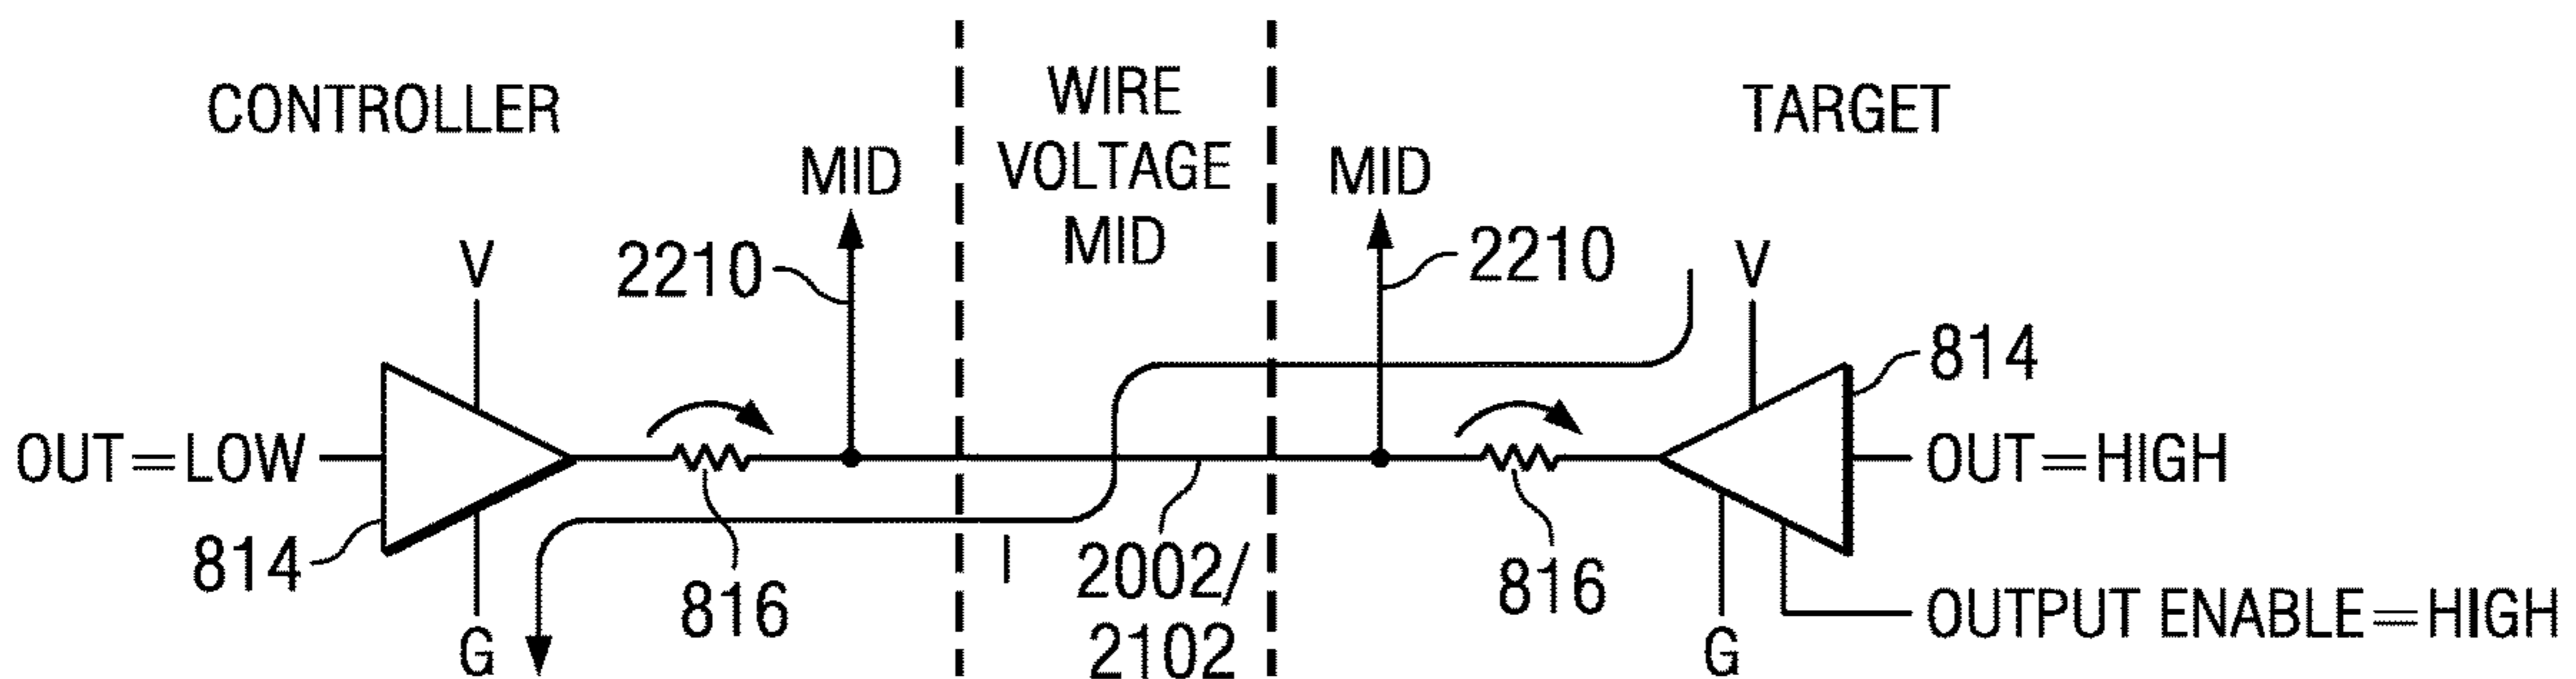 CONTROLLER
WIRE
VOLTAGE
MID
TARGET
MID
MID
V
2210
2210
V
814
OUT=LOW
OUT=HIGH
814
816
I
2002/
2102
816
OUTPUT ENABLE=HIGH
G
G